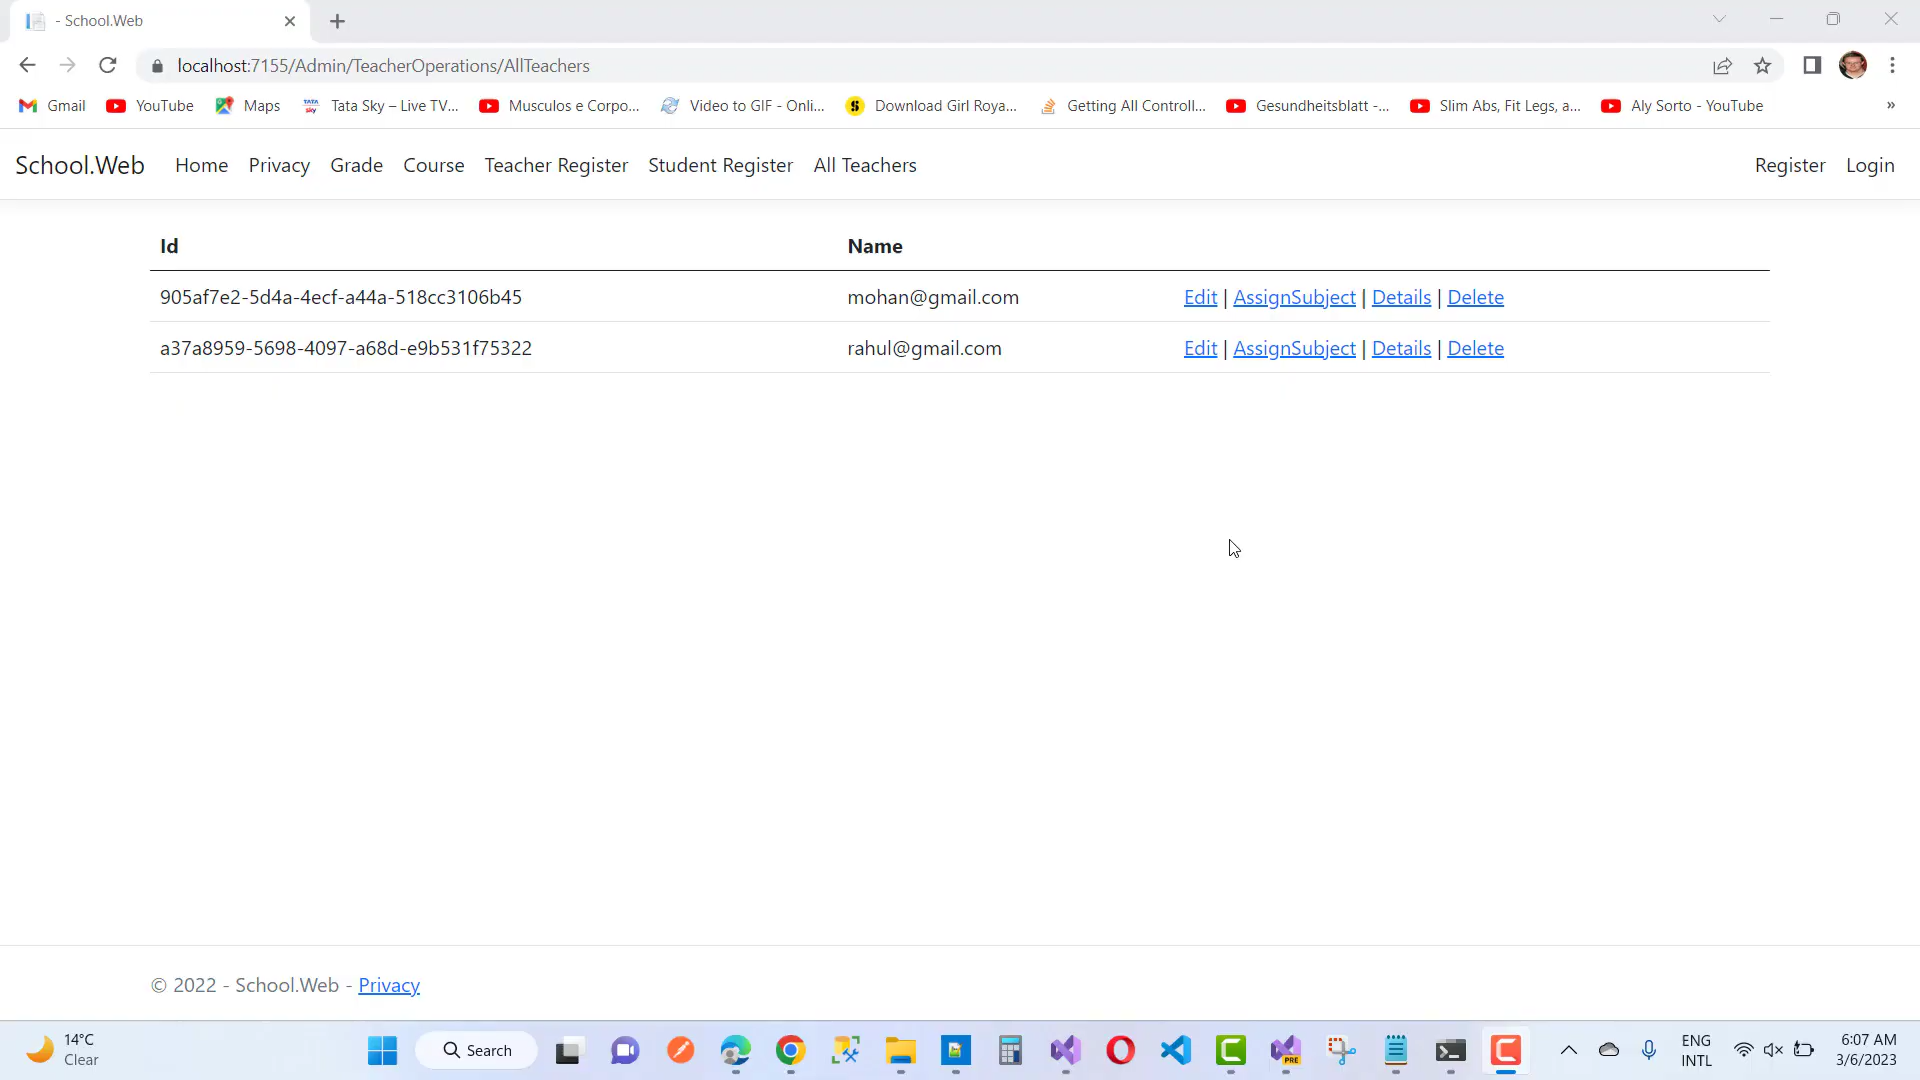 - School.Web
localhost:7155/Admin/TeacherOperations/AllTeachers
Gmail YouTube Maps Tata Sky – Live TV... Musculos e Corpo... Video to GIF - Onli... Download Girl Roya... Getting All Controll... Gesundheitsblatt -... Slim Abs, Fit Legs, a... Aly Sorto - YouTube »
School.Web Home Privacy Grade Course Teacher Register Student Register All Teachers Register Login
Id Name
905af7e2-5d4a-4ecf-a44a-518cc3106b45 mohan@gmail.com Edit | AssignSubject | Details | Delete
a37a8959-5698-4097-a68d-e9b531f75322 rahul@gmail.com Edit | AssignSubject | Details | Delete
© 2022 - School.Web - Privacy
14°C
Clear
Search
PRE
ENG
INTL
6:07 AM
3/6/2023